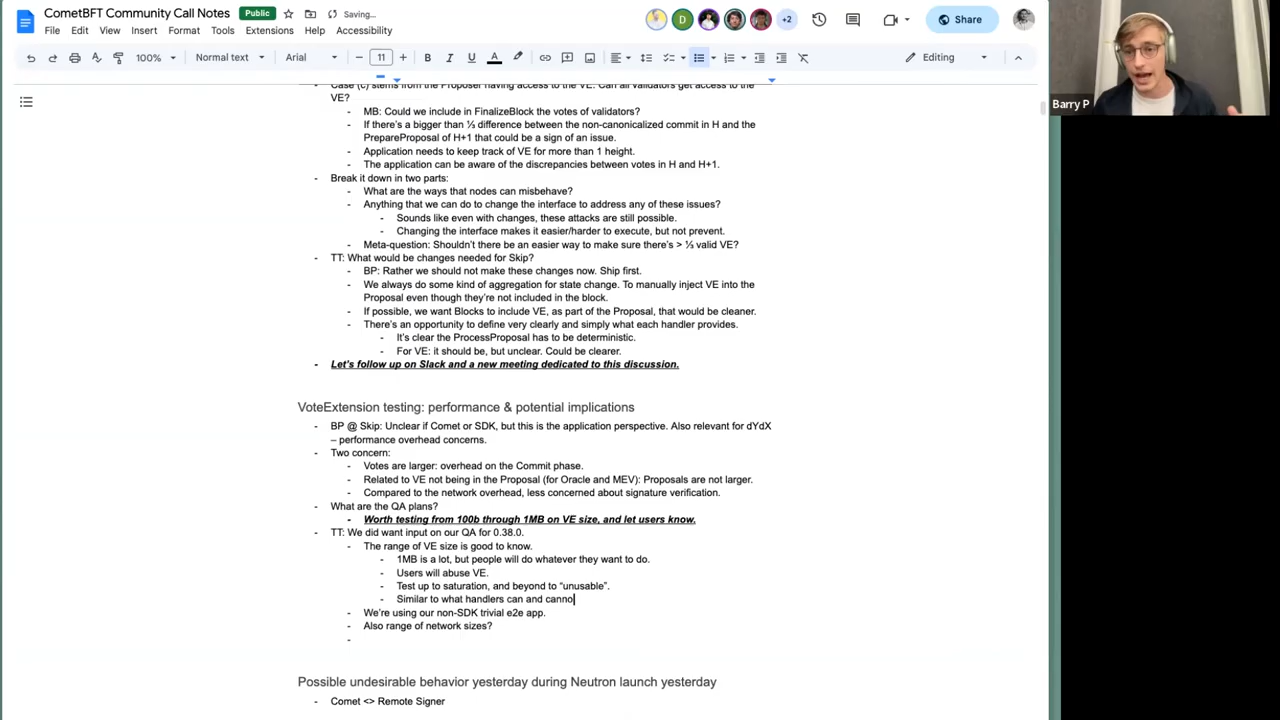 CometBFT Community Call Notes
Public
Saving...
File Edit View Insert Format Tools Extensions Help Accessibility
D
+2
Share
100%
Normal text
Arial
11
B I U A
Editing
Barry P
Case (c) stems from the Proposer having access to the VE. Can all validators get access to the
VE?
- MB: Could we include in FinalizeBlock the votes of validators?
- If there's a bigger than ⅓ difference between the non-canonicalized commit in H and the
PrepareProposal of H+1 that could be a sign of an issue.
- Application needs to keep track of VE for more than 1 height.
- The application can be aware of the discrepancies between votes in H and H+1.
- Break it down in two parts:
- What are the ways that nodes can misbehave?
- Anything that we can do to change the interface to address any of these issues?
- Sounds like even with changes, these attacks are still possible.
- Changing the interface makes it easier/harder to execute, but not prevent.
- Meta-question: Shouldn't there be an easier way to make sure there's > ⅓ valid VE?
- TT: What would be changes needed for Skip?
- BP: Rather we should not make these changes now. Ship first.
- We always do some kind of aggregation for state change. To manually inject VE into the
Proposal even though they're not included in the block.
- If possible, we want Blocks to include VE, as part of the Proposal, that would be cleaner.
- There's an opportunity to define very clearly and simply what each handler provides.
- It's clear the ProcessProposal has to be deterministic.
- For VE: it should be, but unclear. Could be clearer.
- Let's follow up on Slack and a new meeting dedicated to this discussion.
VoteExtension testing: performance & potential implications
- BP @ Skip: Unclear if Comet or SDK, but this is the application perspective. Also relevant for dYdX
– performance overhead concerns.
- Two concern:
- Votes are larger: overhead on the Commit phase.
- Related to VE not being in the Proposal (for Oracle and MEV): Proposals are not larger.
- Compared to the network overhead, less concerned about signature verification.
- What are the QA plans?
- Worth testing from 100b through 1MB on VE size, and let users know.
- TT: We did want input on our QA for 0.38.0.
- The range of VE size is good to know.
- 1MB is a lot, but people will do whatever they want to do.
- Users will abuse VE.
- Test up to saturation, and beyond to “unusable”.
- Similar to what handlers can and canno
- We're using our non-SDK trivial e2e app.
- Also range of network sizes?
-
Possible undesirable behavior yesterday during Neutron launch yesterday
- Comet <> Remote Signer